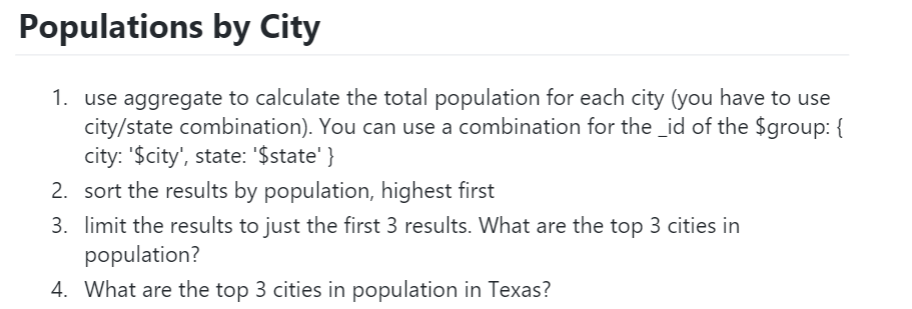 Populations by City
1. use aggregate to calculate the total population for each city (you have to use
city/state combination). You can use a combination for the _id of the $group: {
city: '$city', state: '$state' }
2. sort the results by population, highest first
3. limit the results to just the first 3 results. What are the top 3 cities in
population?
4. What are the top 3 cities in population in Texas?